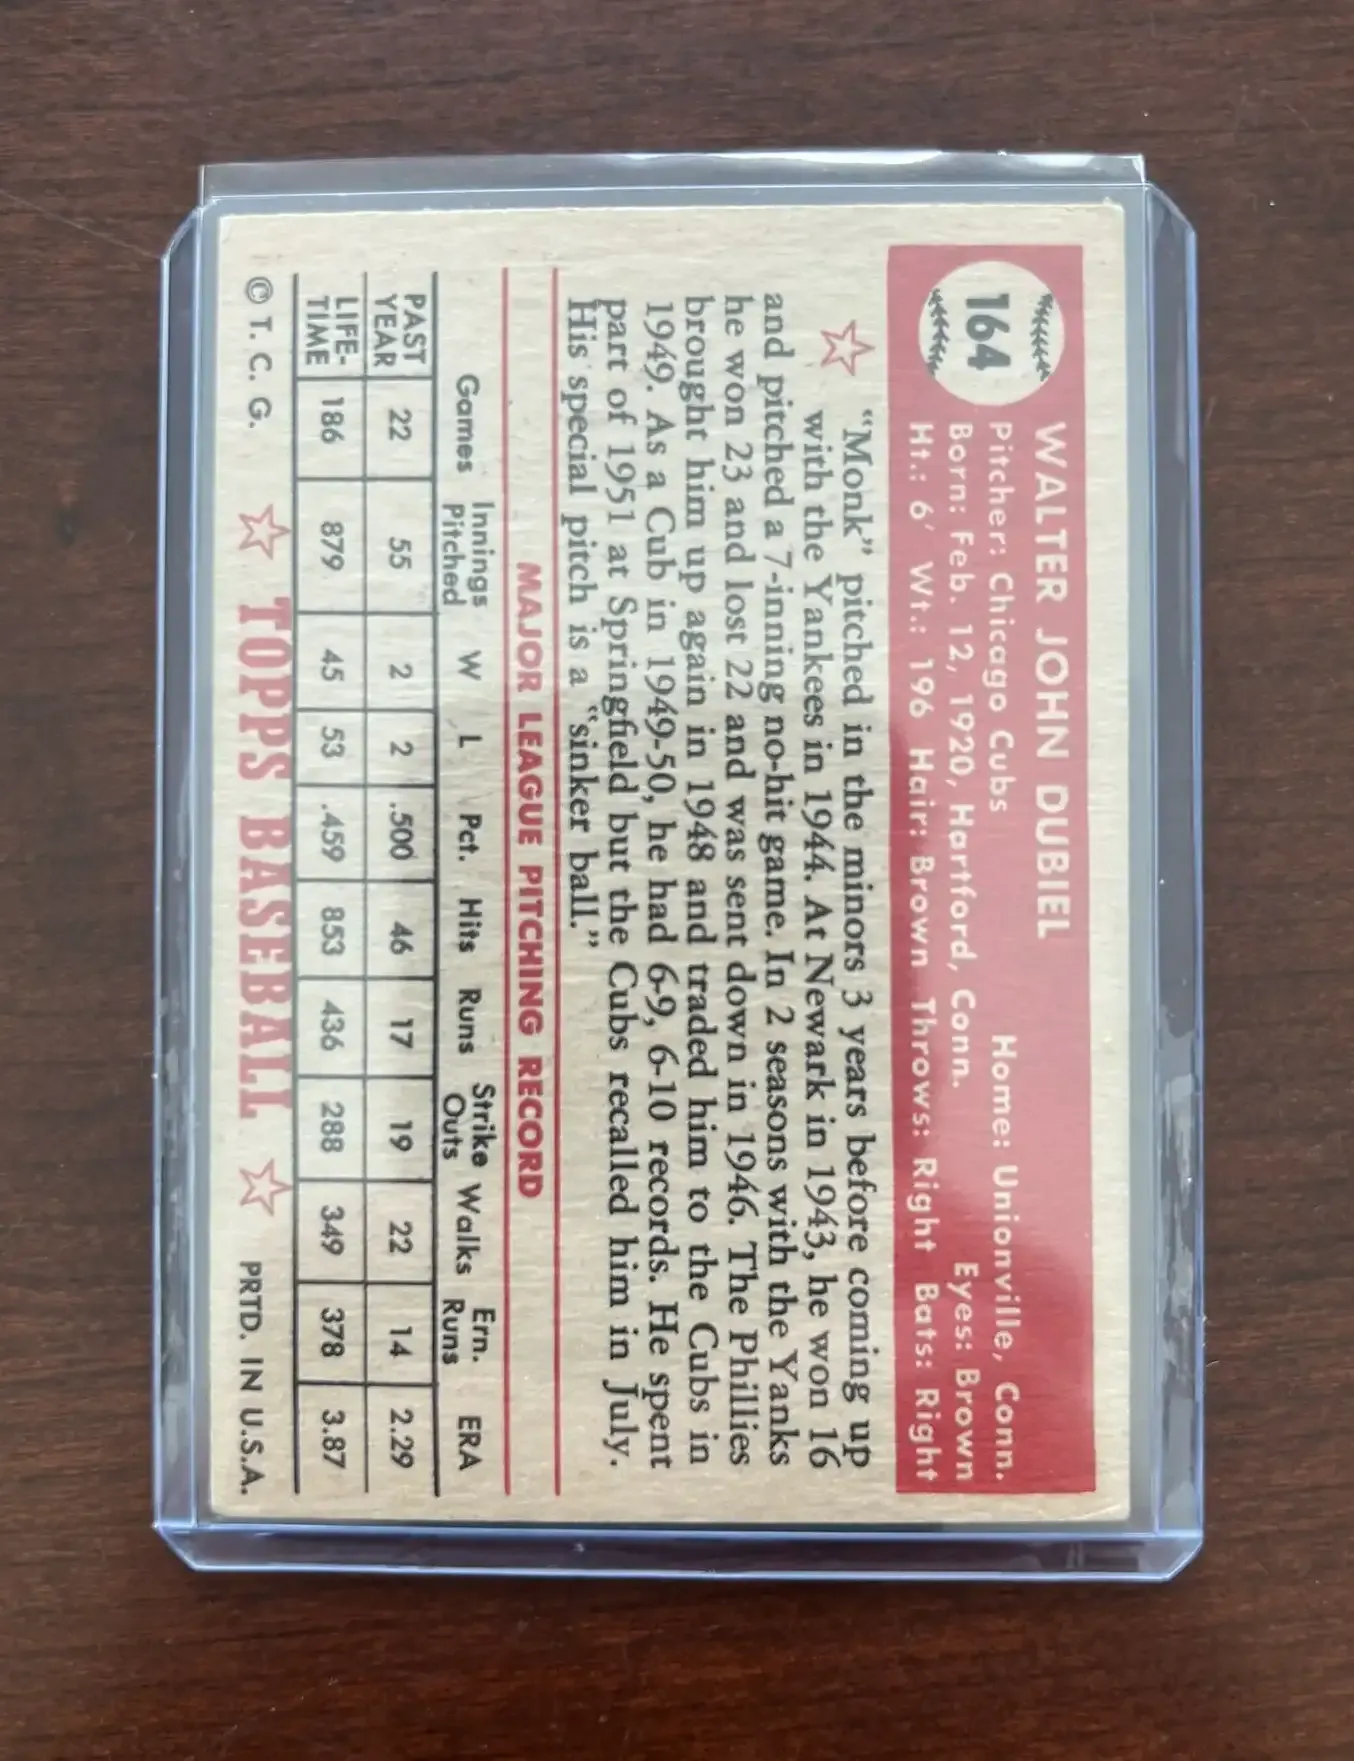 164
WALTER JOHN DUBIEL
Pitcher: Chicago Cubs Home: Unionville, Conn.
Born: Feb. 12, 1920, Hartford, Conn. Eyes: Brown
Ht.: 6' Wt.: 196 Hair: Brown Throws: Right Bats: Right
"Monk" pitched in the minors 3 years before coming up
with the Yankees in 1944. At Newark in 1943, he won 16
and pitched a 7-inning no-hit game. In 2 seasons with the Yanks
he won 23 and lost 22 and was sent down in 1946. The Phillies
brought him up again in 1948 and traded him to the Cubs in
1949. As a Cub in 1949-50, he had 6-9, 6-10 records. He spent
part of 1951 at Springfield but the Cubs recalled him in July.
His special pitch is a "sinker ball."
MAJOR LEAGUE PITCHING RECORD
Games Innings Pitched W L Pct. Hits Runs Strike Outs Walks Ern. Runs ERA
PAST YEAR 22 55 2 2 .500 46 17 19 22 14 2.29
LIFE-TIME 186 879 45 53 .459 853 436 288 349 378 3.87
© T. C. G. TOPPS BASEBALL PRTD. IN U.S.A.